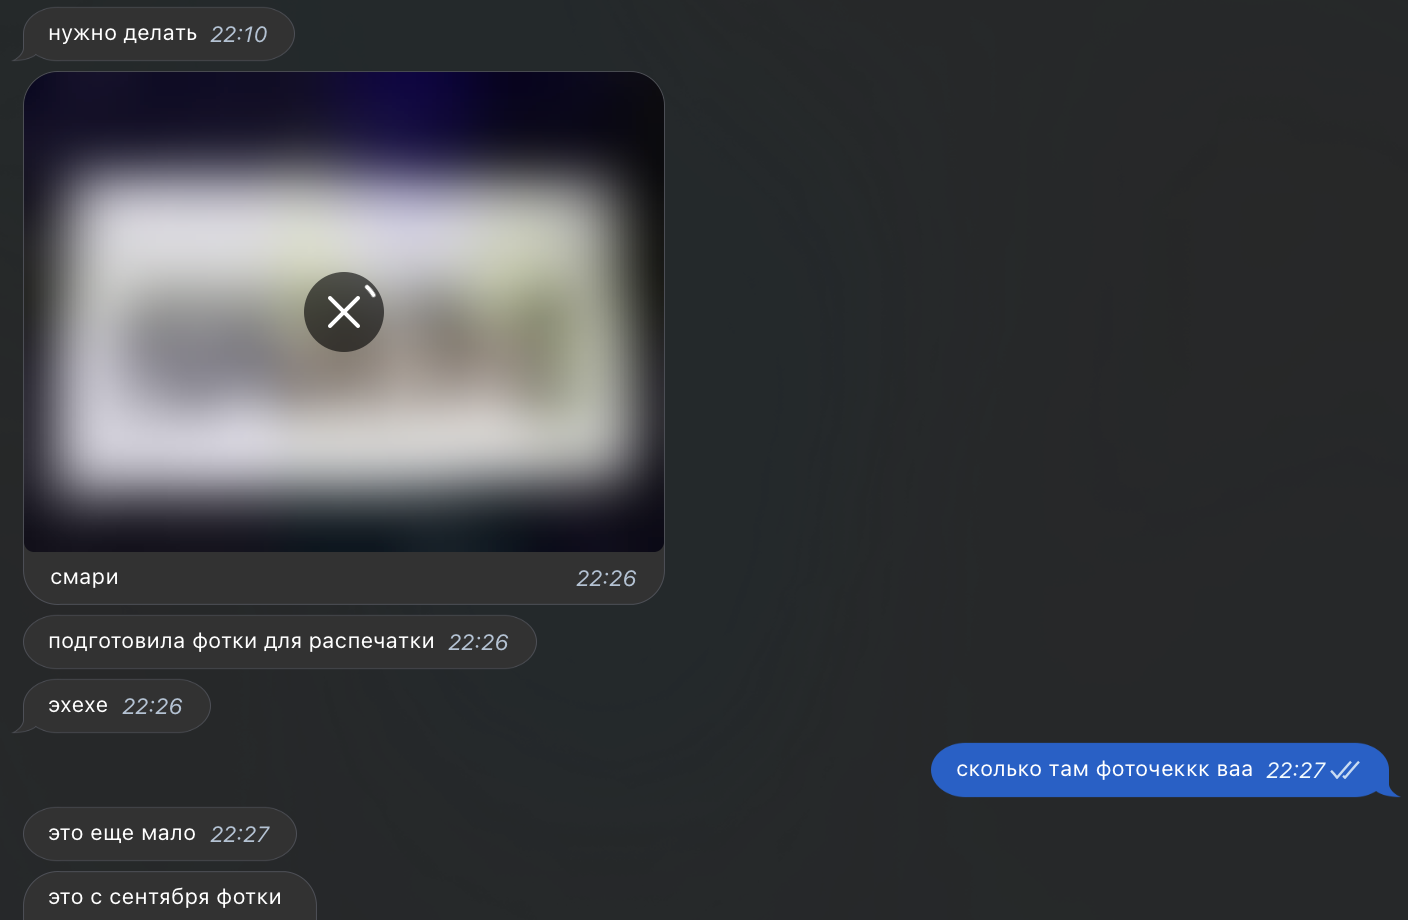 нужно делать 22:10
смари 22:26
подготовила фотки для распечатки 22:26
эхехе 22:26
сколько там фоточеккк ваа 22:27
это еще мало 22:27
это с сентября фотки